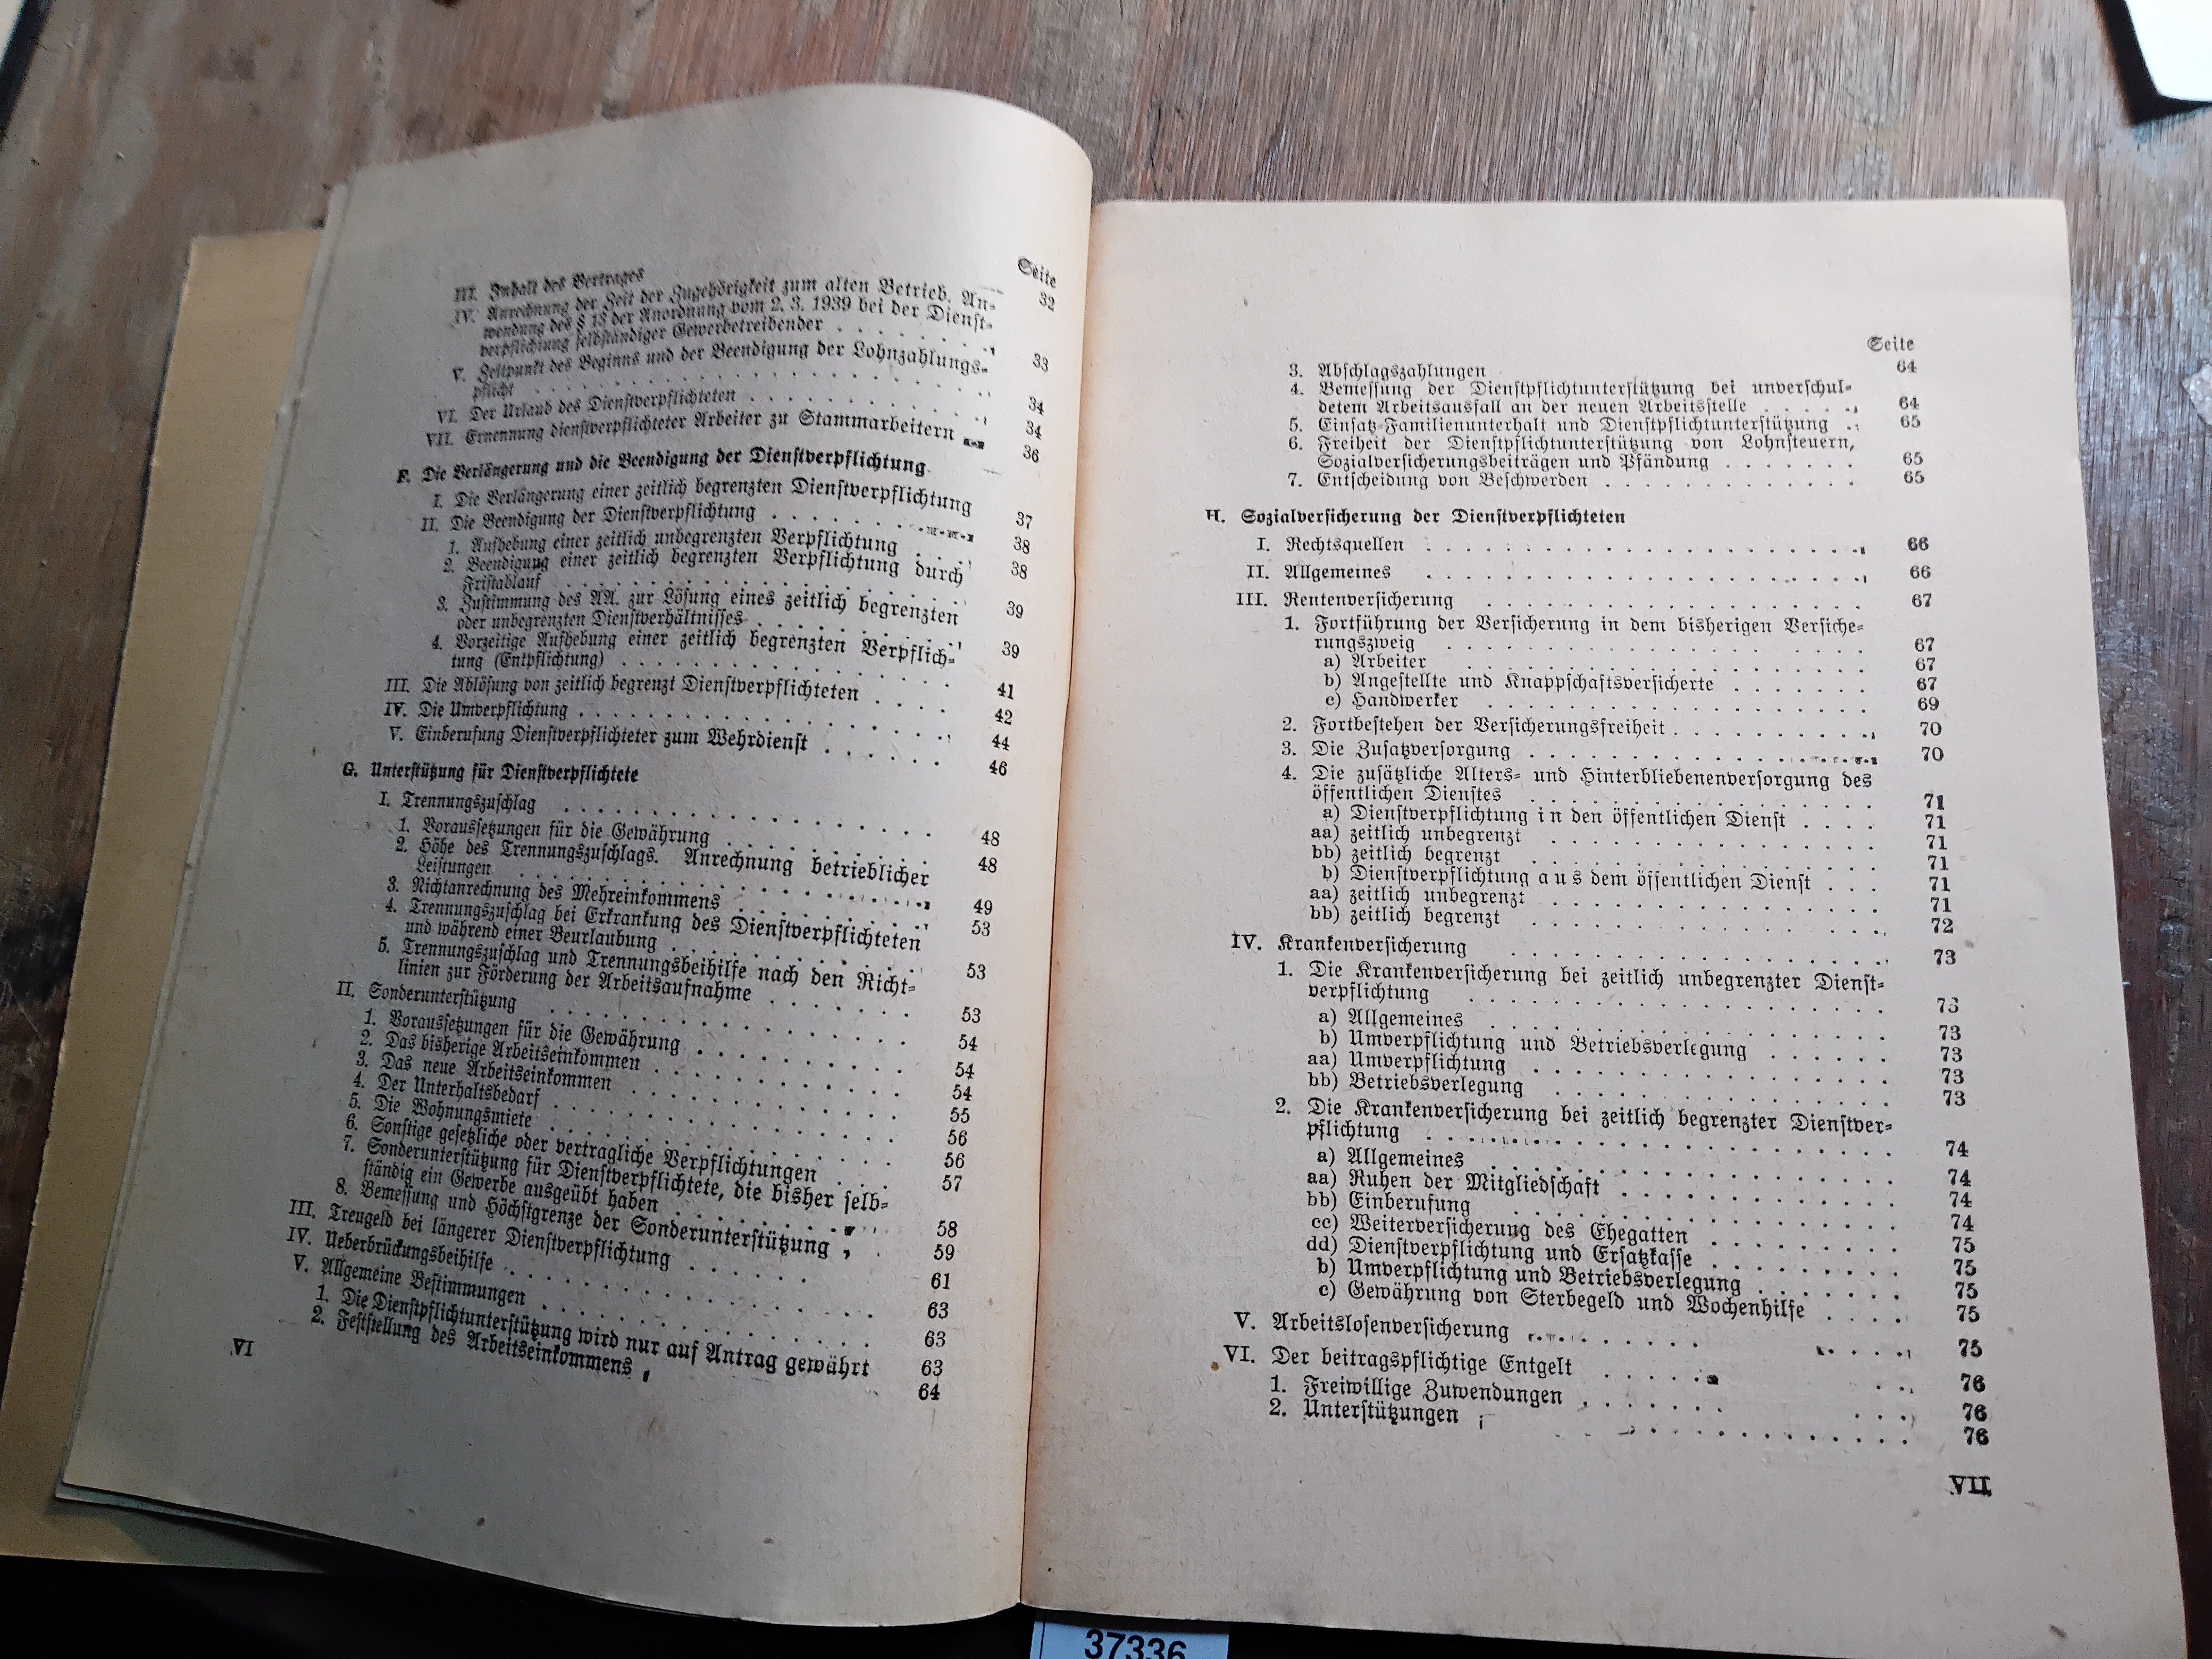 Seite
III. Inhalt des Vertrages 32
IV. Anrechnung der Zeit der Zugehörigkeit zum alten Betrieb. An-
wendung des § 13 der Anordnung vom 2. 3. 1939 bei der Dienst-
verpflichtung selbständiger Gewerbetreibender . . . . . . . 33
V. Zeitpunkt des Beginns und der Beendigung der Lohnzahlungs-
pflicht . . . . . . . . . . . . . . . . . . 34
VI. Der Urlaub des Dienstverpflichteten . . . . . . . . . . 34
VII. Ernennung dienstverpflichteter Arbeiter zu Stammarbeitern 36
F. Die Verlängerung und die Beendigung der Dienstverpflichtung.
I. Die Verlängerung einer zeitlich begrenzten Dienstverpflichtung 37
II. Die Beendigung der Dienstverpflichtung . . . . . . . . 38
1. Aufhebung einer zeitlich unbegrenzten Verpflichtung . . . 38
2. Beendigung einer zeitlich begrenzten Verpflichtung durch
Fristablauf . . . . . . . . . . . . . . . . 39
3. Zustimmung des AA. zur Lösung eines zeitlich begrenzten
oder unbegrenzten Dienstverhältnisses . . . . . . . . . 39
4. Vorzeitige Aufhebung einer zeitlich begrenzten Verpflich-
tung (Entpflichtung) . . . . . . . . . . . . . . 41
III. Die Ablösung von zeitlich begrenzt Dienstverpflichteten . . . . 42
IV. Die Umverpflichtung . . . . . . . . . . . . . . . . 44
V. Einberufung Dienstverpflichteter zum Wehrdienst . . . . . . 46
G. Unterstützung für Dienstverpflichtete
I. Trennungszuschlag . . . . . . . . . . . . . . . . 48
1. Voraussetzungen für die Gewährung . . . . . . . . . 48
2. Höhe des Trennungszuschlags. Anrechnung betrieblicher
Leistungen . . . . . . . . . . . . . . . . 49
3. Nichtanrechnung des Mehreinkommens . . . . . . . . 53
4. Trennungszuschlag bei Erkrankung des Dienstverpflichteten
und während einer Beurlaubung . . . . . . . . . . 53
5. Trennungszuschlag und Trennungsbeihilfe nach den Richt-
linien zur Förderung der Arbeitsaufnahme . . . . . . . 53
II. Sonderunterstützung . . . . . . . . . . . . . . . 54
1. Voraussetzungen für die Gewährung . . . . . . . . . 54
2. Das bisherige Arbeitseinkommen . . . . . . . . . . 54
3. Das neue Arbeitseinkommen . . . . . . . . . . . 55
4. Der Unterhaltsbedarf . . . . . . . . . . . . . . 56
5. Die Wohnungsmiete . . . . . . . . . . . . . . 56
6. Sonstige gesetzliche oder vertragliche Verpflichtungen . . . 57
7. Sonderunterstützung für Dienstverpflichtete, die bisher selb-
ständig ein Gewerbe ausgeübt haben . . . . . . . . . 58
8. Bemessung und Höchstgrenze der Sonderunterstützung , . 59
III. Treugeld bei längerer Dienstverpflichtung . . . . . . 61
IV. Ueberbrückungsbeihilfe . . . . . . . . . . . . . . . 63
V. Allgemeine Bestimmungen . . . . . . . . . . . . . . 63
1. Die Dienstpflichtunterstützung wird nur auf Antrag gewährt 63
2. Feststellung des Arbeitseinkommens 64
VI
Seite
3. Abschlagszahlungen 64
4. Bemessung der Dienstpflichtunterstützung bei unverschul-
detem Arbeitsausfall an der neuen Arbeitsstelle . . . . . 64
5. Einsatz-Familienunterhalt und Dienstpflichtunterstützung . . 65
6. Freiheit der Dienstpflichtunterstützung von Lohnsteuern,
Sozialversicherungsbeiträgen und Pfändung . . . . . . . 65
7. Entscheidung von Beschwerden . . . . . . . . . . . . 65
H. Sozialversicherung der Dienstverpflichteten
I. Rechtsquellen . . . . . . . . . . . . . . . . . . 66
II. Allgemeines . . . . . . . . . . . . . . . . . . 66
III. Rentenversicherung . . . . . . . . . . . . . . . . 67
1. Fortführung der Versicherung in dem bisherigen Versiche-
rungszweig . . . . . . . . . . . . . . . . 67
a) Arbeiter . . . . . . . . . . . . . . . . 67
b) Angestellte und Knappschaftsversicherte . . . . . . . 67
c) Handwerker . . . . . . . . . . . . . . . 69
2. Fortbestehen der Versicherungsfreiheit . . . . . . . . . 70
3. Die Zusatzversorgung . . . . . . . . . . . . . . 70
4. Die zusätzliche Alters- und Hinterbliebenenversorgung des
öffentlichen Dienstes . . . . . . . . . . . . . . 71
a) Dienstverpflichtung in den öffentlichen Dienst . . . . 71
aa) zeitlich unbegrenzt . . . . . . . . . . . . . . 71
bb) zeitlich begrenzt . . . . . . . . . . . . . . 71
b) Dienstverpflichtung aus dem öffentlichen Dienst . . . 71
aa) zeitlich unbegrenzt . . . . . . . . . . . . . . 71
bb) zeitlich begrenzt . . . . . . . . . . . . . . 72
IV. Krankenversicherung . . . . . . . . . . . . . . . . 73
1. Die Krankenversicherung bei zeitlich unbegrenzter Dienst-
verpflichtung . . . . . . . . . . . . . . . . 73
a) Allgemeines . . . . . . . . . . . . . . . . 73
b) Umverpflichtung und Betriebsverlegung . . . . . . 73
aa) Umverpflichtung . . . . . . . . . . . . . . 73
bb) Betriebsverlegung . . . . . . . . . . . . . . 73
2. Die Krankenversicherung bei zeitlich begrenzter Dienstver-
pflichtung . . . . . . . . . . . . . . . . . . 74
a) Allgemeines . . . . . . . . . . . . . . . . 74
aa) Ruhen der Mitgliedschaft . . . . . . . . . . . . 74
bb) Einberufung . . . . . . . . . . . . . . . . 74
cc) Weiterversicherung des Ehegatten . . . . . . . . . 75
dd) Dienstverpflichtung und Ersatzkasse . . . . . . . . 75
b) Umverpflichtung und Betriebsverlegung . . . . . . 75
c) Gewährung von Sterbegeld und Wochenhilfe . . . . 75
V. Arbeitslosenversicherung . . . . . . . . . . . . . . 75
VI. Der beitragspflichtige Entgelt . . . . . . . 76
1. Freiwillige Zuwendungen . . . . . . . . . . 76
2. Unterstützungen . . . . . . . . . . . . 76
VII
37336